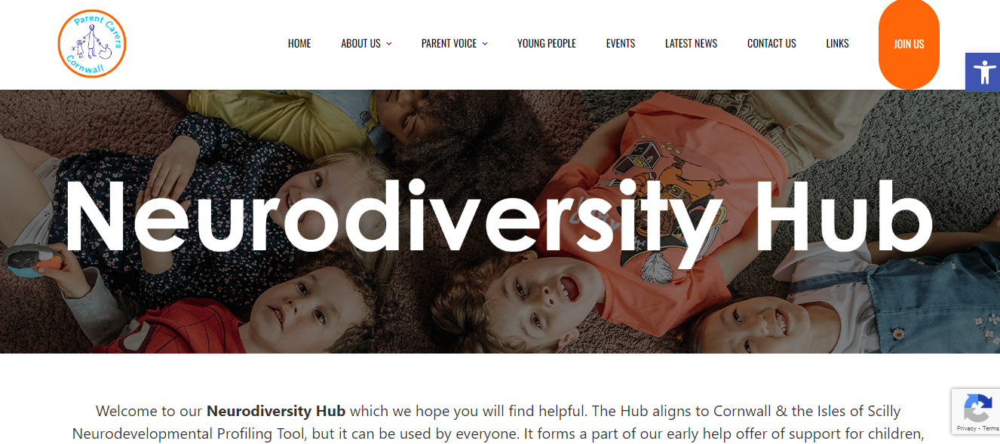 Parent Carers
Cornwall
HOME ABOUT US PARENT VOICE YOUNG PEOPLE EVENTS LATEST NEWS CONTACT US LINKS JOIN US
Neurodiversity Hub
Welcome to our Neurodiversity Hub which we hope you will find helpful. The Hub aligns to Cornwall & the Isles of Scilly
Neurodevelopmental Profiling Tool, but it can be used by everyone. It forms a part of our early help offer of support for children,
Privacy - Terms